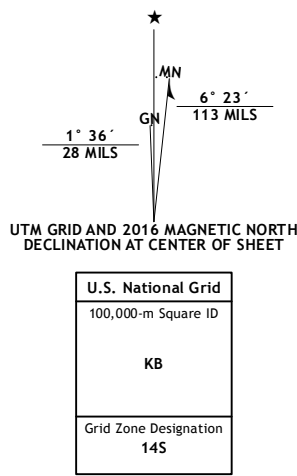 ★
MN
GN
6° 23´
113 MILS
1° 36´
28 MILS
UTM GRID AND 2016 MAGNETIC NORTH
DECLINATION AT CENTER OF SHEET
U.S. National Grid
100,000-m Square ID
KB
Grid Zone Designation
14S